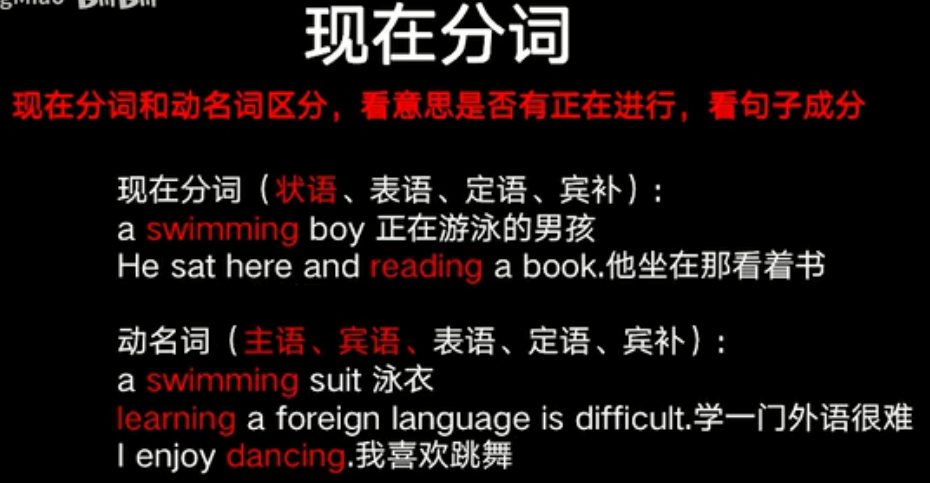 现在分词
现在分词和动名词区分，看意思是否有正在进行，看句子成分
现在分词（状语、表语、定语、宾补）：
a swimming boy 正在游泳的男孩
He sat here and reading a book.他坐在那看着书
动名词（主语、宾语、表语、定语、宾补）：
a swimming suit 泳衣
learning a foreign language is difficult.学一门外语很难
I enjoy dancing.我喜欢跳舞